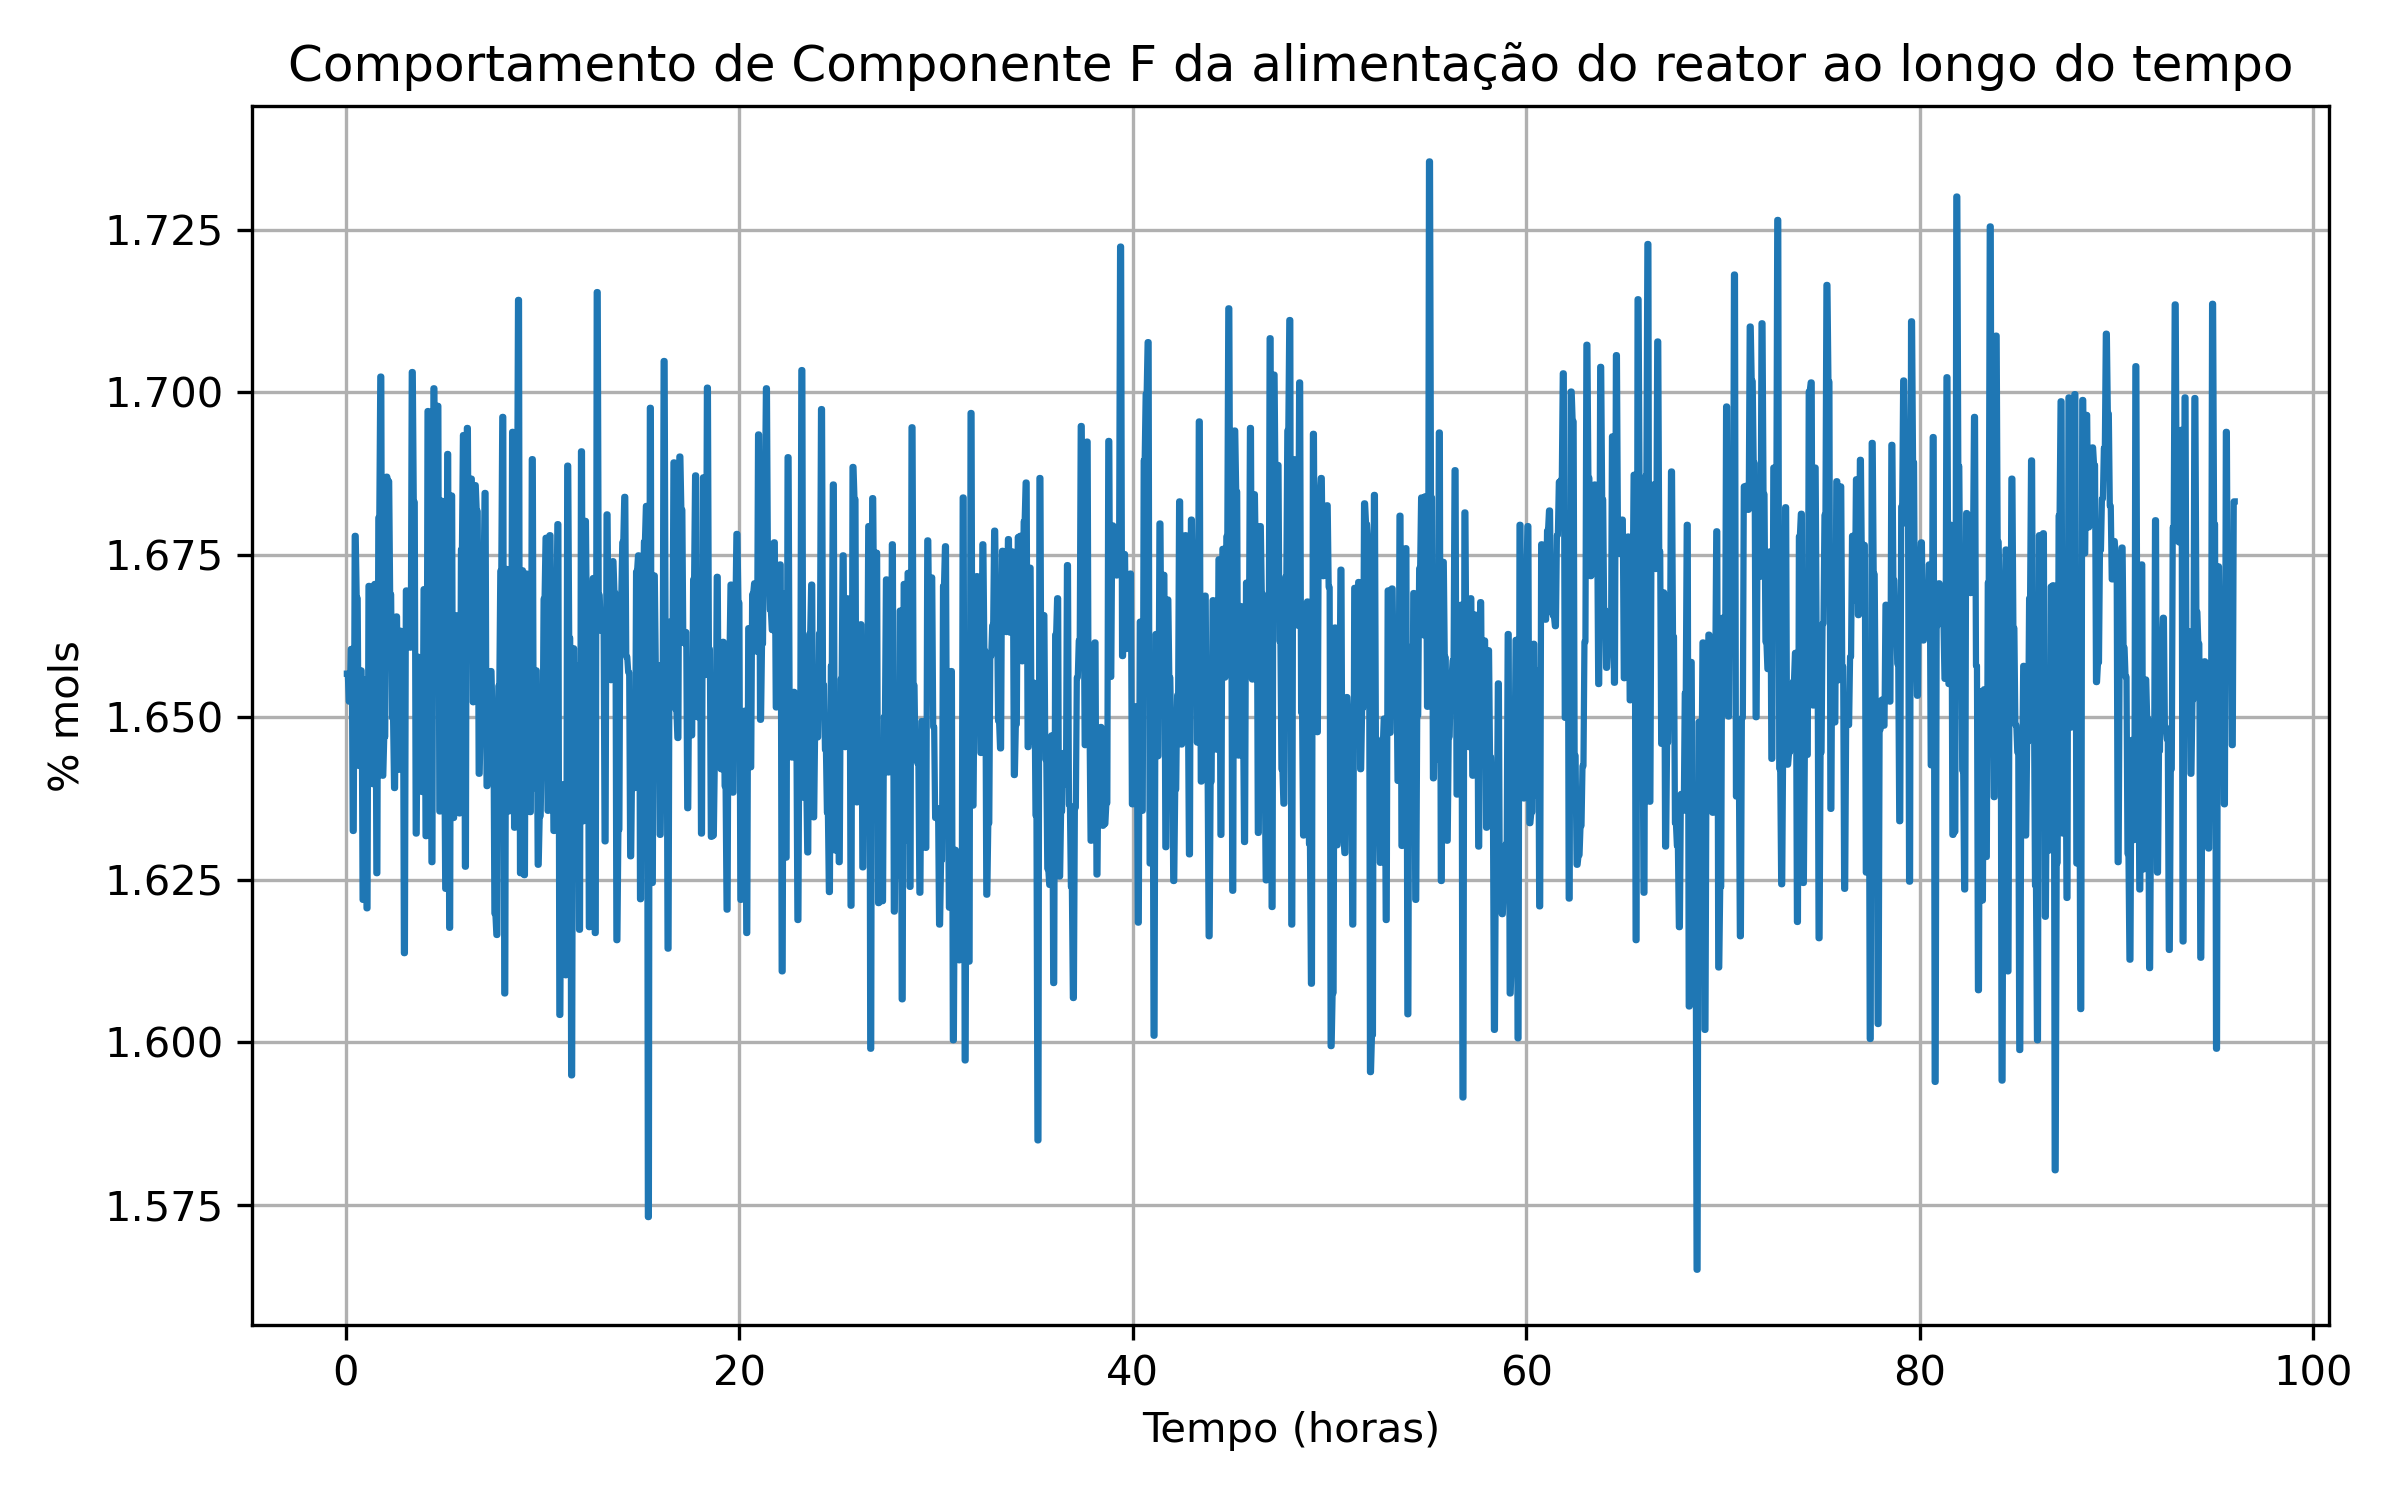 Comportamento de Componente F da alimentação do reator ao longo do tempo
% mols
1.725
1.700
1.675
1.650
1.625
1.600
1.575
0 20 40 60 80 100
Tempo (horas)